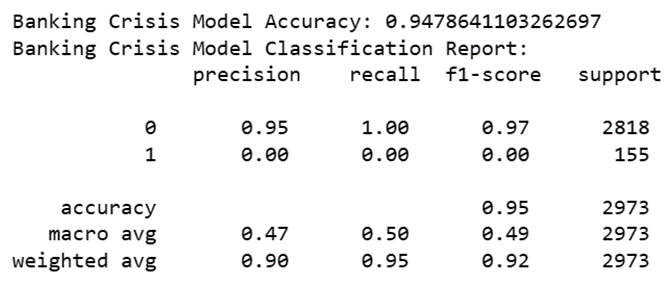 Banking Crisis Model Accuracy: 0.9478641103262697
Banking Crisis Model Classification Report:
precision recall f1-score support
0 0.95 1.00 0.97 2818
1 0.00 0.00 0.00 155
accuracy 0.95 2973
macro avg 0.47 0.50 0.49 2973
weighted avg 0.90 0.95 0.92 2973